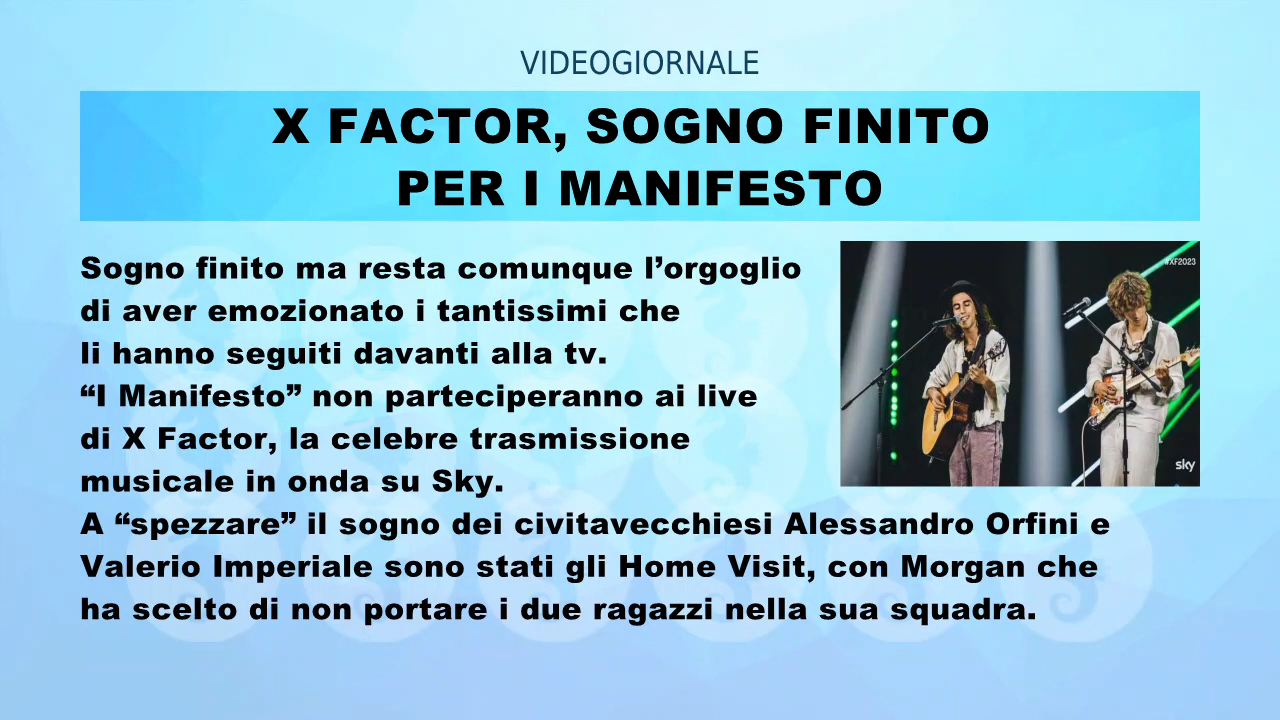 VIDEOGIORNALE
X FACTOR, SOGNO FINITO
PER I MANIFESTO
Sogno finito ma resta comunque l’orgoglio
di aver emozionato i tantissimi che
li hanno seguiti davanti alla tv.
“I Manifesto” non parteciperanno ai live
di X Factor, la celebre trasmissione
musicale in onda su Sky.
A “spezzare” il sogno dei civitavecchiesi Alessandro Orfini e
Valerio Imperiale sono stati gli Home Visit, con Morgan che
ha scelto di non portare i due ragazzi nella sua squadra.
#XF2023
sky